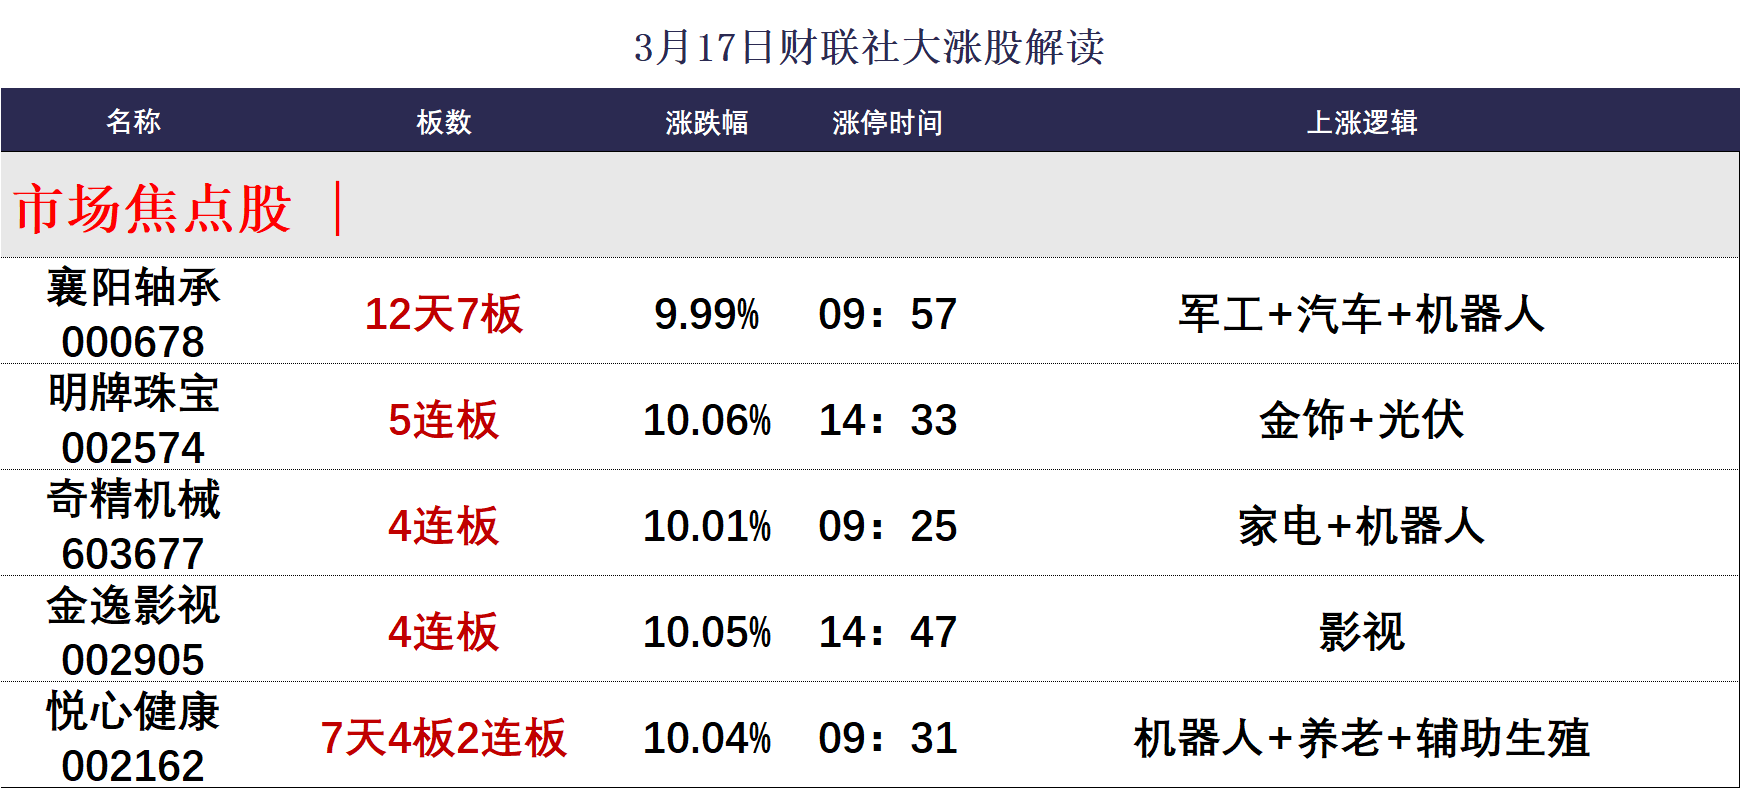 3月17日财联社大涨股解读
名称 板数 涨跌幅 涨停时间 上涨逻辑
市场焦点股 ｜
襄阳轴承
000678 12天7板 9.99% 09：57 军工+汽车+机器人
明牌珠宝
002574 5连板 10.06% 14：33 金饰+光伏
奇精机械
603677 4连板 10.01% 09：25 家电+机器人
金逸影视
002905 4连板 10.05% 14：47 影视
悦心健康
002162 7天4板2连板 10.04% 09：31 机器人+养老+辅助生殖